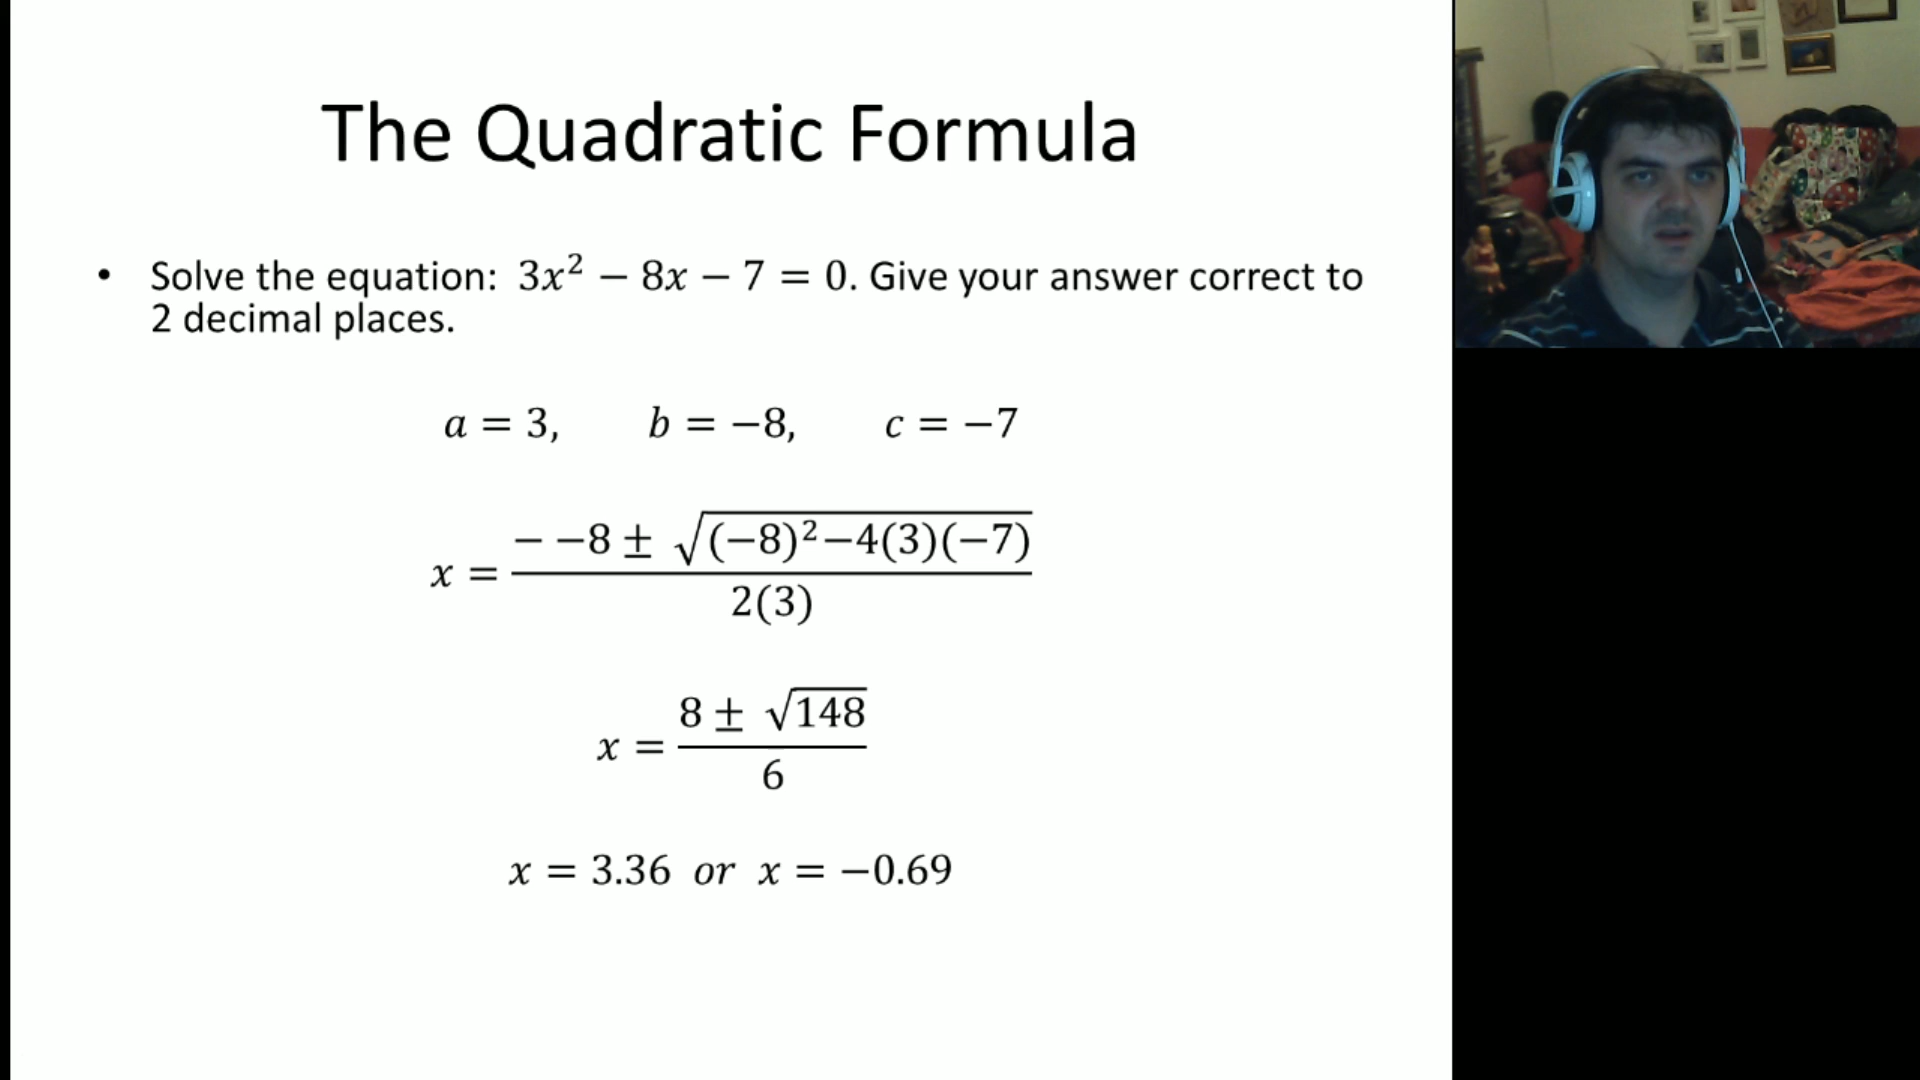 The Quadratic Formula
• Solve the equation: 3x² − 8x − 7 = 0. Give your answer correct to
2 decimal places.
a = 3, b = −8, c = −7
x = (− −8 ± √((−8)²−4(3)(−7))) / (2(3))
x = (8 ± √148) / 6
x = 3.36 or x = −0.69